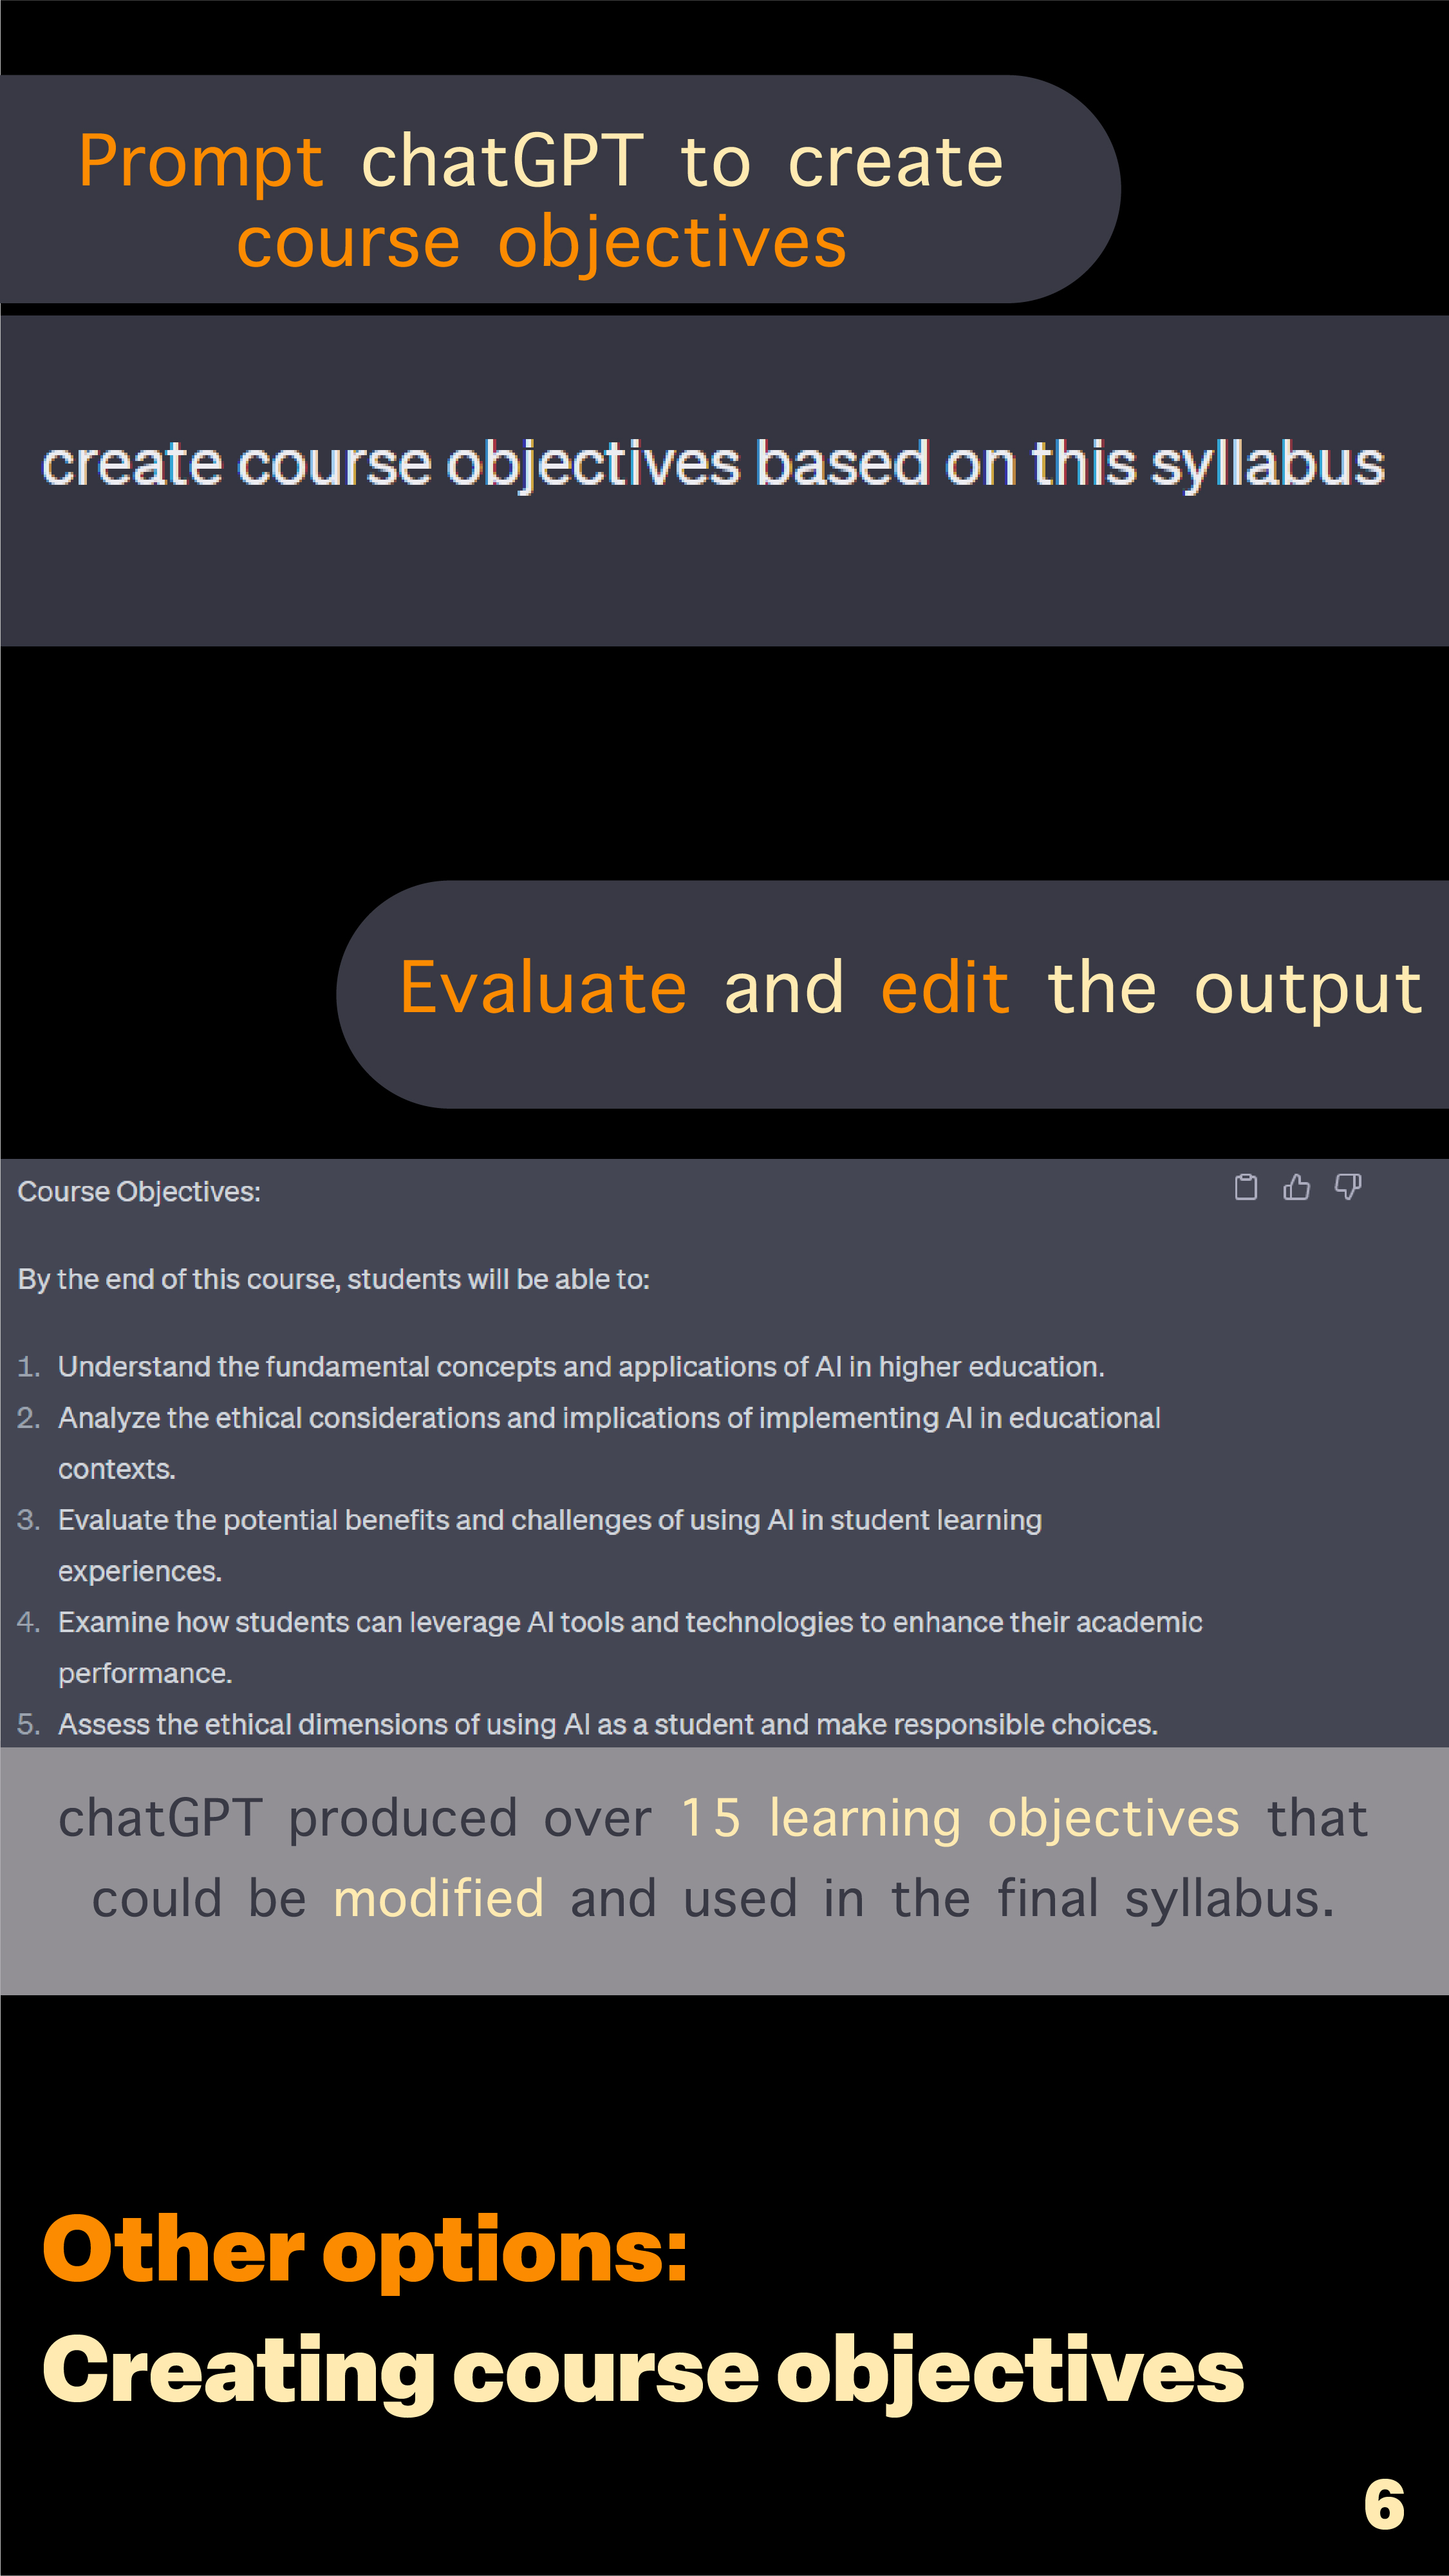 Prompt chatGPT to create
course objectives
create course objectives based on this syllabus
Evaluate and edit the output
Course Objectives:
By the end of this course, students will be able to:
1. Understand the fundamental concepts and applications of AI in higher education.
2. Analyze the ethical considerations and implications of implementing AI in educational
contexts.
3. Evaluate the potential benefits and challenges of using AI in student learning
experiences.
4. Examine how students can leverage AI tools and technologies to enhance their academic
performance.
5. Assess the ethical dimensions of using AI as a student and make responsible choices.
chatGPT produced over 15 learning objectives that
could be modified and used in the final syllabus.
Other options:
Creating course objectives
6